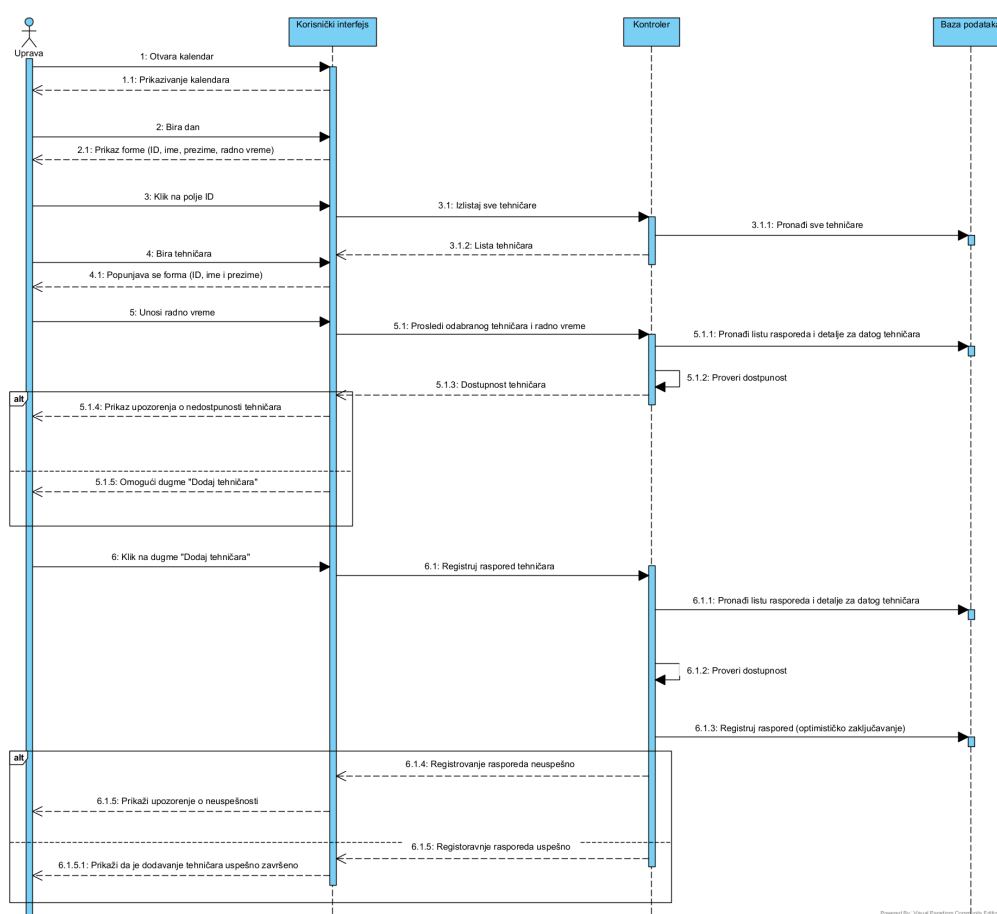 Korisnički interfejs
Kontroler
Baza podataka
Uprava
1: Otvara kalendar
1.1: Prikazivanje kalendara
2: Bira dan
2.1: Prikaz forme (ID, ime, prezime, radno vreme)
3: Klik na polje ID
3.1: Izlistaj sve tehničare
3.1.1: Pronađi sve tehničare
3.1.2: Lista tehničara
4: Bira tehničara
4.1: Popunjava se forma (ID, ime i prezime)
5: Unosi radno vreme
5.1: Prosledi odabranog tehničara i radno vreme
5.1.1: Pronađi listu rasporeda i detalje za datog tehničara
5.1.2: Proveri dostpunost
5.1.3: Dostupnost tehničara
alt
5.1.4: Prikaz upozorenja o nedostpunosti tehničara
5.1.5: Omogući dugme "Dodaj tehničara"
6: Klik na dugme "Dodaj tehničara"
6.1: Registruj raspored tehničara
6.1.1: Pronađi listu rasporeda i detalje za datog tehničara
6.1.2: Proveri dostupnost
6.1.3: Registruj raspored (optimističko zaključavanje)
alt
6.1.4: Registrovanje rasporeda neuspešno
6.1.5: Prikaži upozorenje o neuspešnosti
6.1.5: Registoravnje rasporeda uspešno
6.1.5.1: Prikaži da je dodavanje tehničara uspešno završeno
Powered By Visual Paradigm Community Editio